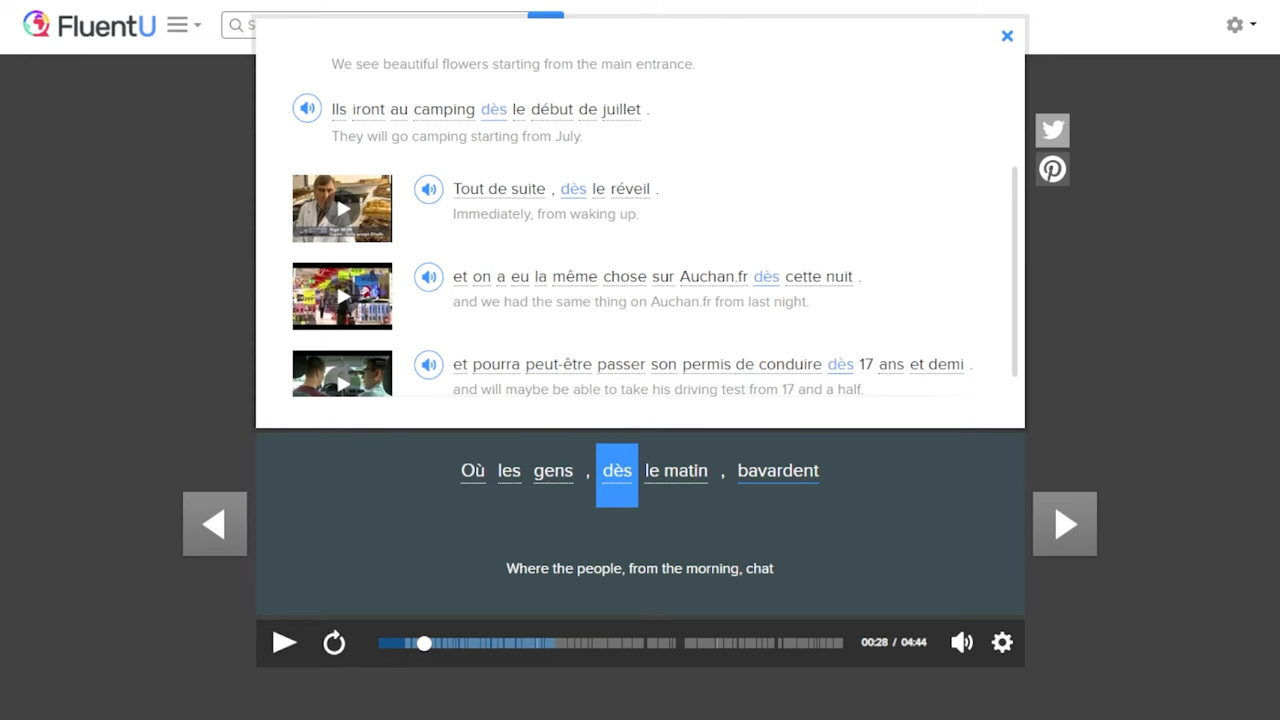 FluentU
We see beautiful flowers starting from the main entrance.
Ils iront au camping dès le début de juillet .
They will go camping starting from July.
Tout de suite , dès le réveil .
Immediately, from waking up.
et on a eu la même chose sur Auchan.fr dès cette nuit .
and we had the same thing on Auchan.fr from last night.
et pourra peut-être passer son permis de conduire dès 17 ans et demi .
and will maybe be able to take his driving test from 17 and a half.
Où les gens , dès le matin , bavardent
Where the people, from the morning, chat
00:28 / 04:44